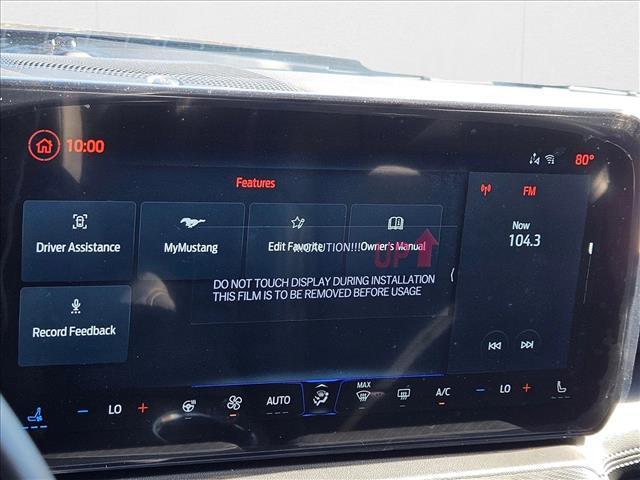 10:00
80°
Features
FM
Driver Assistance
MyMustang
Edit Favorite
Owner's Manual
Now
104.3
CAUTION!!!
UP
DO NOT TOUCH DISPLAY DURING INSTALLATION
THIS FILM IS TO BE REMOVED BEFORE USAGE
Record Feedback
LO
AUTO
MAX
A/C
LO